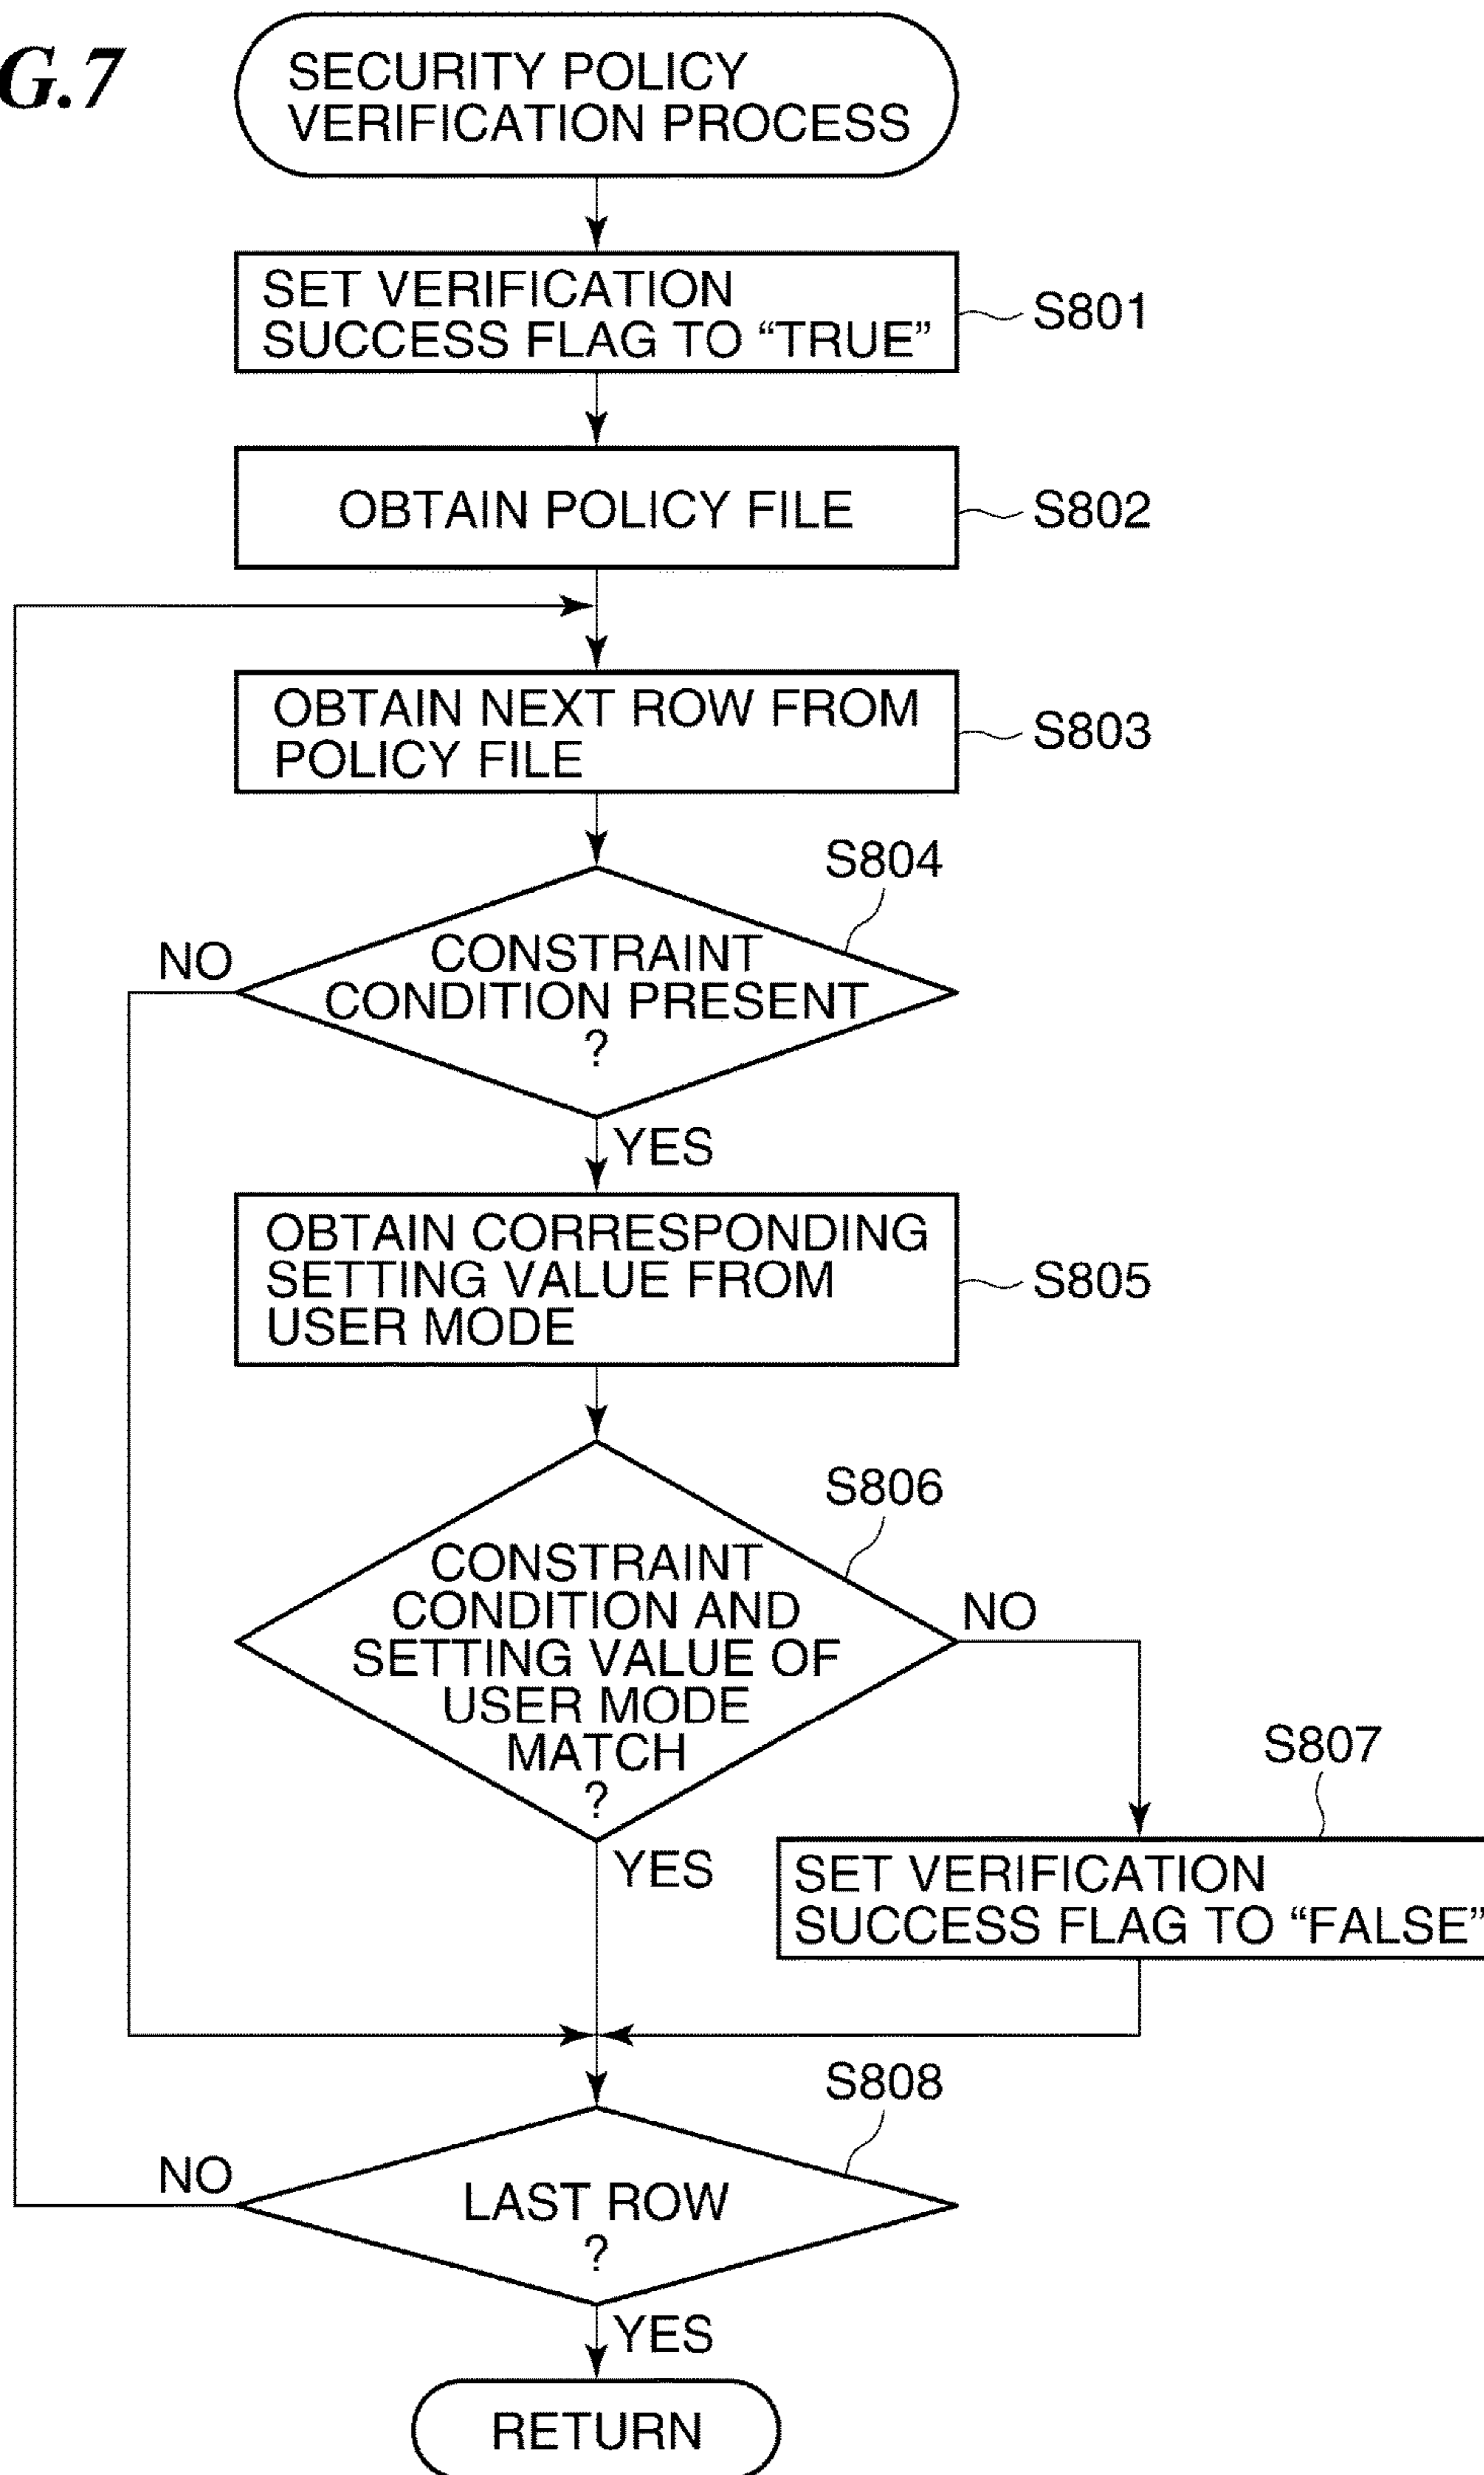 G.7
SECURITY POLICY
VERIFICATION PROCESS
SET VERIFICATION
SUCCESS FLAG TO “TRUE”
S801
OBTAIN POLICY FILE
S802
OBTAIN NEXT ROW FROM
POLICY FILE
S803
S804
NO
CONSTRAINT
CONDITION PRESENT
?
YES
OBTAIN CORRESPONDING
SETTING VALUE FROM
USER MODE
S805
S806
CONSTRAINT
CONDITION AND
SETTING VALUE OF
USER MODE
MATCH
?
NO
YES
S807
SET VERIFICATION
SUCCESS FLAG TO “FALSE”
S808
NO
LAST ROW
?
YES
RETURN